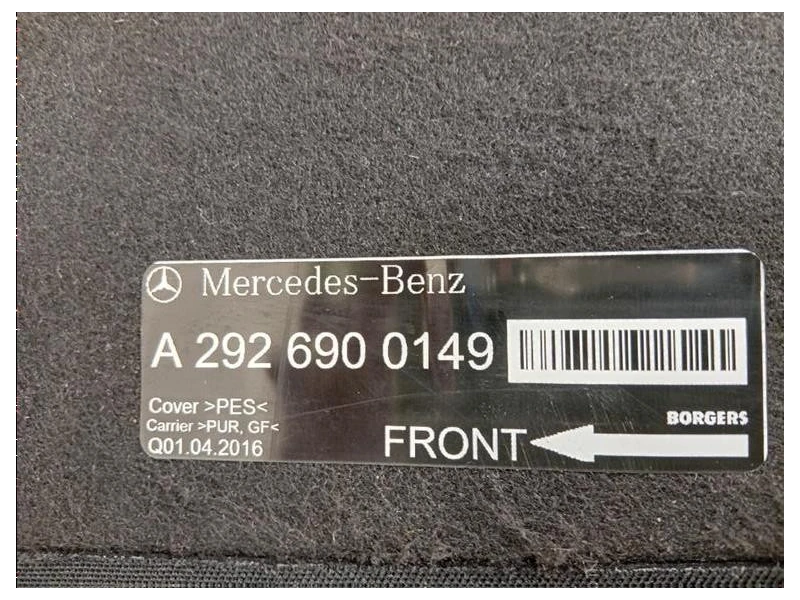 Mercedes-Benz
A 292 690 0149
Cover >PES<
Carrier >PUR, GF<
Q01.04.2016
BORGERS
FRONT